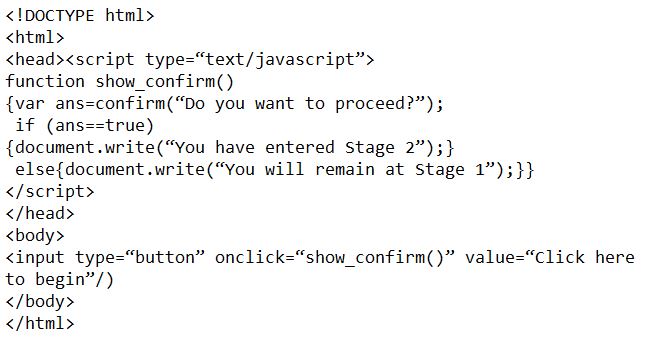 <!DOCTYPE html>
<html>
<head><script type=“text/javascript”>
function show_confirm()
{var ans=confirm(“Do you want to proceed?”);
if (ans==true)
{document.write(“You have entered Stage 2”);}
else{document.write(“You will remain at Stage 1”);}}
</script>
</head>
<body>
<input type=“button” onclick=“show_confirm()” value=“Click here
to begin”/)
</body>
</html>